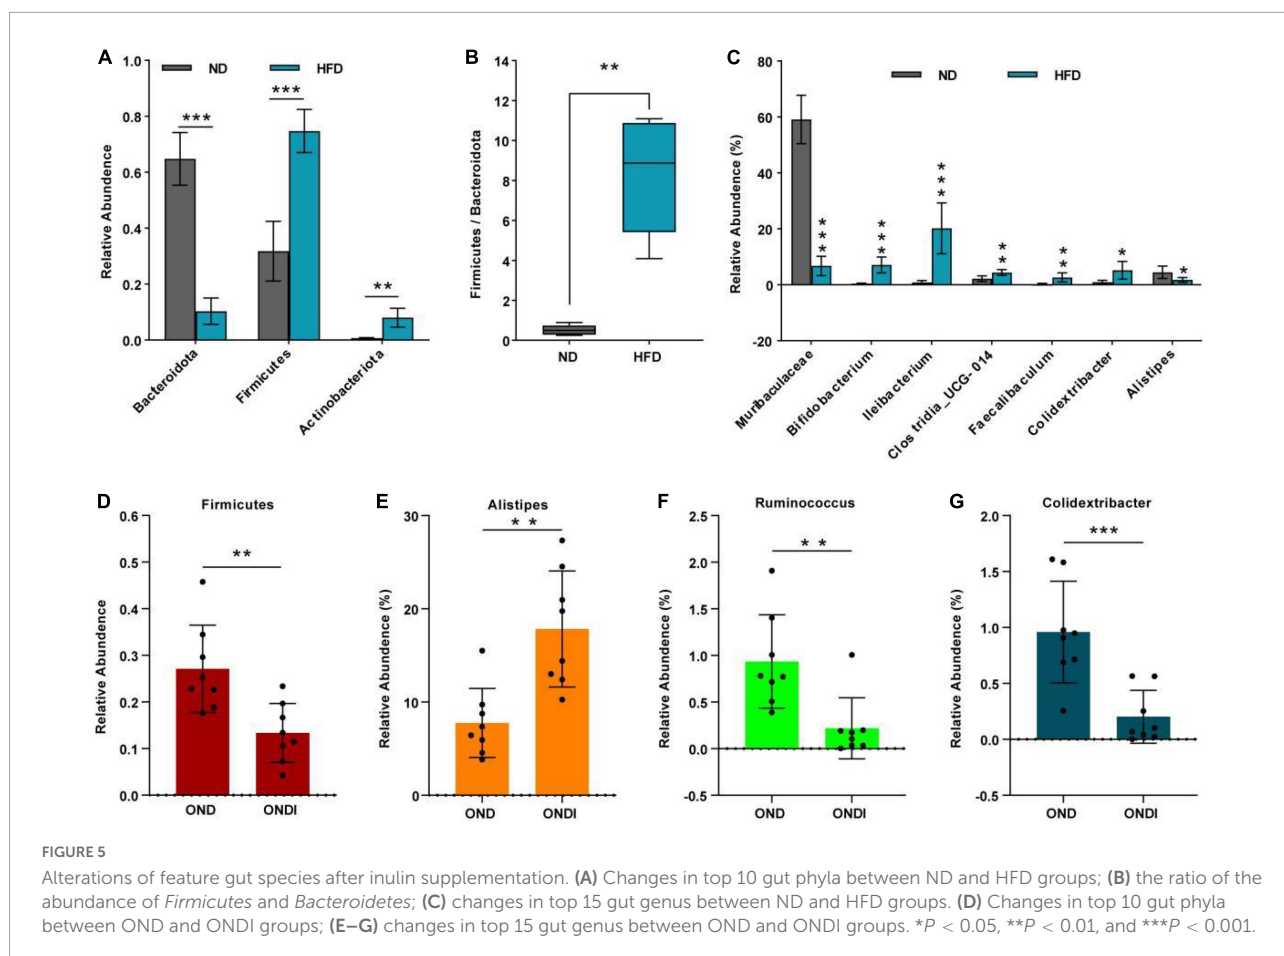 A
ND HFD
1.0
0.8
0.6
0.4
0.2
0.0
Relative Abundance
***
***
**
Bacteroidota
Firmicutes
Actinobacteriota
B
14
12
10
8
6
4
2
0
Firmicutes / Bacteroidota
**
ND HFD
C
ND HFD
80
60
40
20
0
-20
Relative Abundance (%)
***
***
***
**
**
*
*
Muribaculaceae
Bifidobacterium
Ileibacterium
Clostridia_UCG-014
Faecalibaculum
Colidextribacter
Alistipes
D
Firmicutes
0.6
0.5
0.4
0.3
0.2
0.1
0.0
Relative Abundance
**
OND ONDI
E
Alistipes
30
20
10
0
Relative Abundence (%)
**
OND ONDI
F
Ruminococcus
2.5
2.0
1.5
1.0
0.5
0.0
-0.5
Relative Abundence (%)
**
OND ONDI
G
Colidextribacter
2.0
1.5
1.0
0.5
0.0
-0.5
Relative Abundence (%)
***
OND ONDI
FIGURE 5
Alterations of feature gut species after inulin supplementation. (A) Changes in top 10 gut phyla between ND and HFD groups; (B) the ratio of the
abundance of Firmicutes and Bacteroidetes; (C) changes in top 15 gut genus between ND and HFD groups. (D) Changes in top 10 gut phyla
between OND and ONDI groups; (E–G) changes in top 15 gut genus between OND and ONDI groups. *P < 0.05, **P < 0.01, and ***P < 0.001.